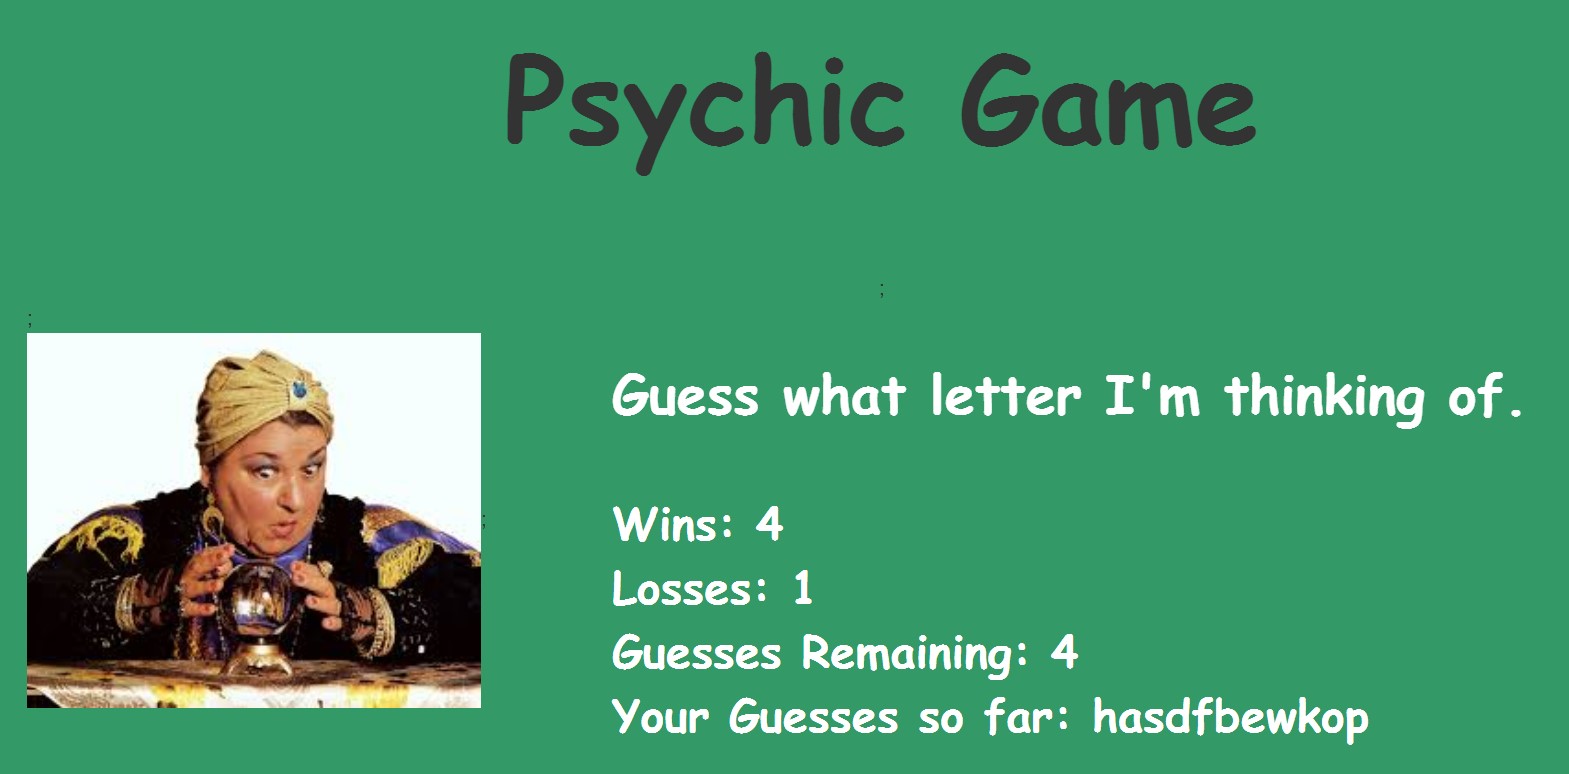 Psychic Game
;
;
Guess what letter I'm thinking of.
;
Wins: 4
Losses: 1
Guesses Remaining: 4
Your Guesses so far: hasdfbewkop